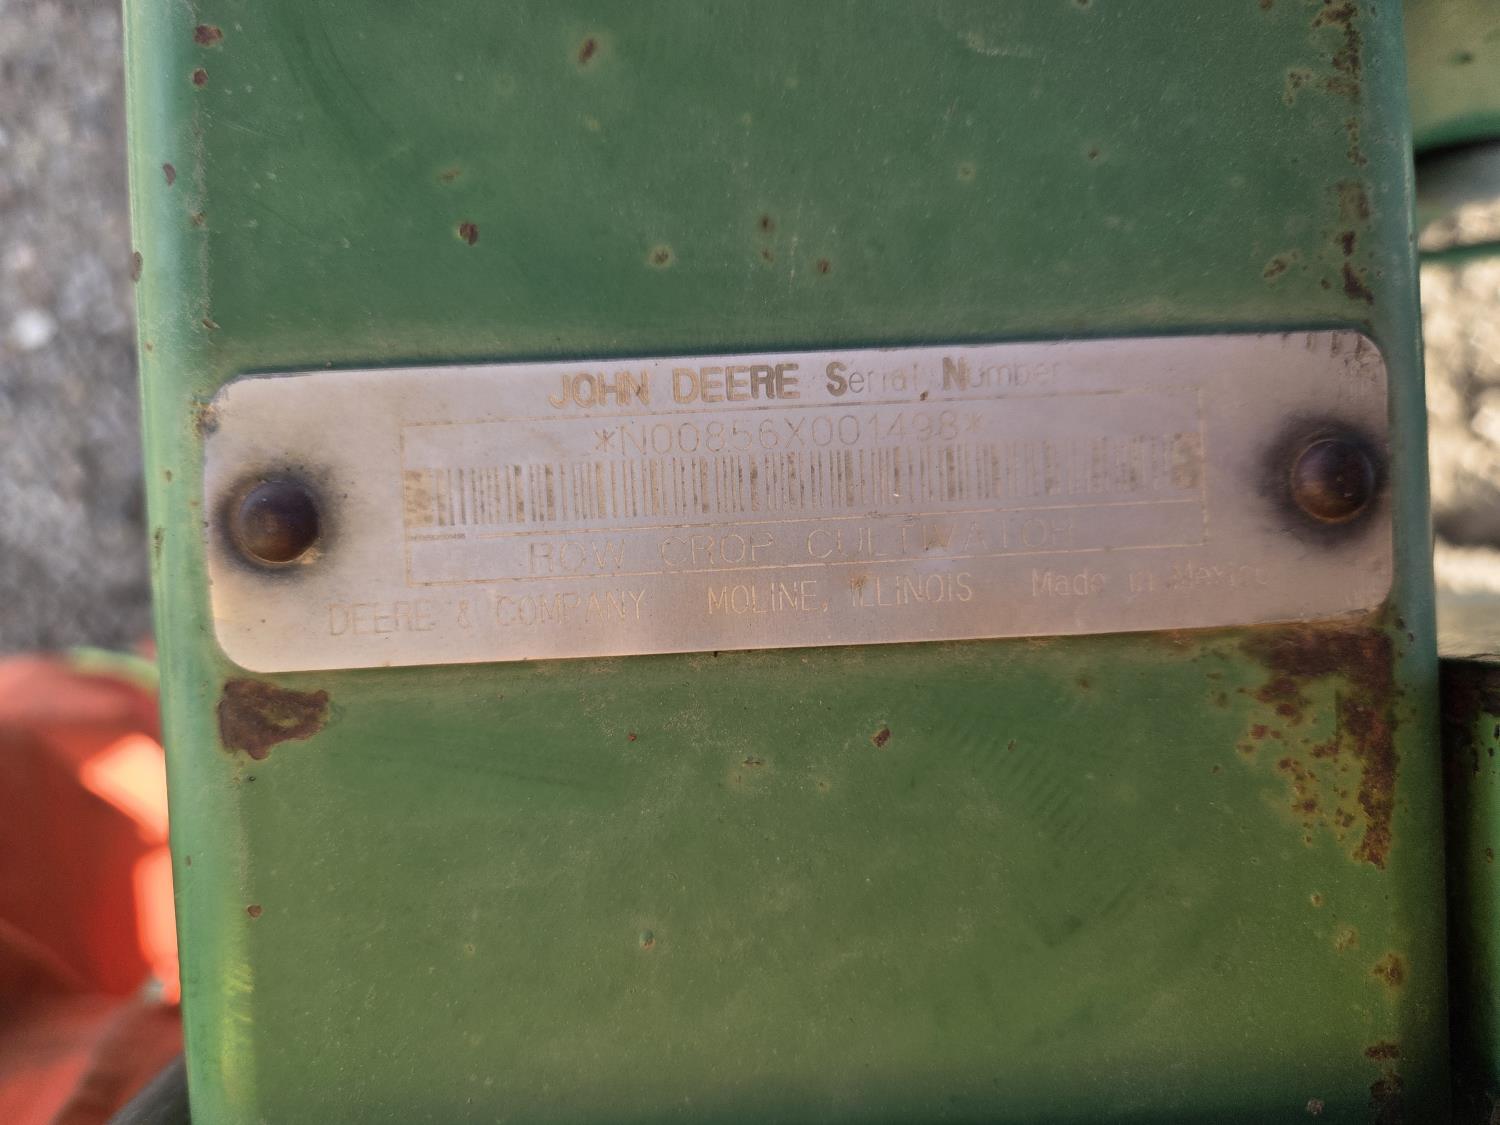 JOHN DEERE Serial Number
*N00856X001498*
ROW CROP CULTIVATOR
DEERE & COMPANY MOLINE, ILLINOIS Made in Mexico